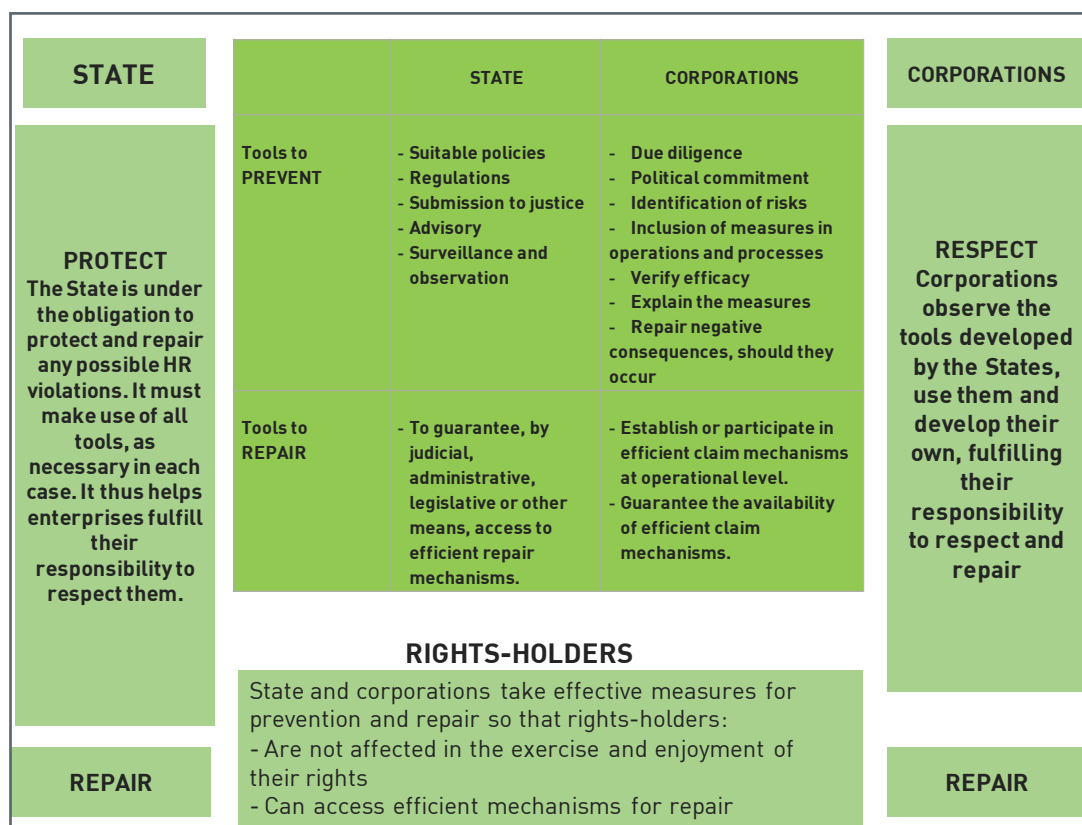 STATE
PROTECT
The State is under
the obligation to
protect and repair
any possible HR
violations. It must
make use of all
tools, as
necessary in each
case. It thus helps
enterprises fulfill
their
responsibility to
respect them.
REPAIR
STATE
CORPORATIONS
Tools to
PREVENT
- Suitable policies
- Regulations
- Submission to justice
- Advisory
- Surveillance and
observation
- Due diligence
- Political commitment
- Identification of risks
- Inclusion of measures in
operations and processes
- Verify efficacy
- Explain the measures
- Repair negative
consequences, should they
occur
Tools to
REPAIR
- To guarantee, by
judicial,
administrative,
legislative or other
means, access to
efficient repair
mechanisms.
- Establish or participate in
efficient claim mechanisms
at operational level.
- Guarantee the availability
of efficient claim
mechanisms.
RIGHTS-HOLDERS
State and corporations take effective measures for
prevention and repair so that rights-holders:
- Are not affected in the exercise and enjoyment of
their rights
- Can access efficient mechanisms for repair
CORPORATIONS
RESPECT
Corporations
observe the
tools developed
by the States,
use them and
develop their
own, fulfilling
their
responsibility
to respect and
repair
REPAIR